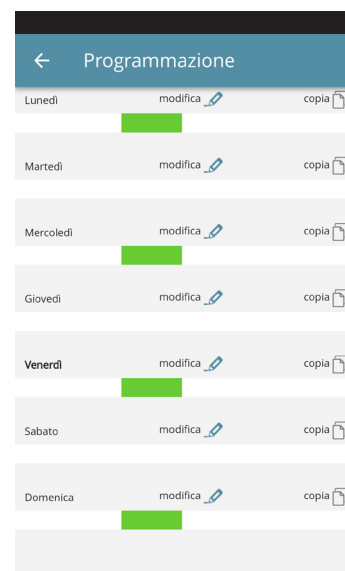 Programmazione
Lunedì modifica copia
Martedì modifica copia
Mercoledì modifica copia
Giovedì modifica copia
Venerdì modifica copia
Sabato modifica copia
Domenica modifica copia